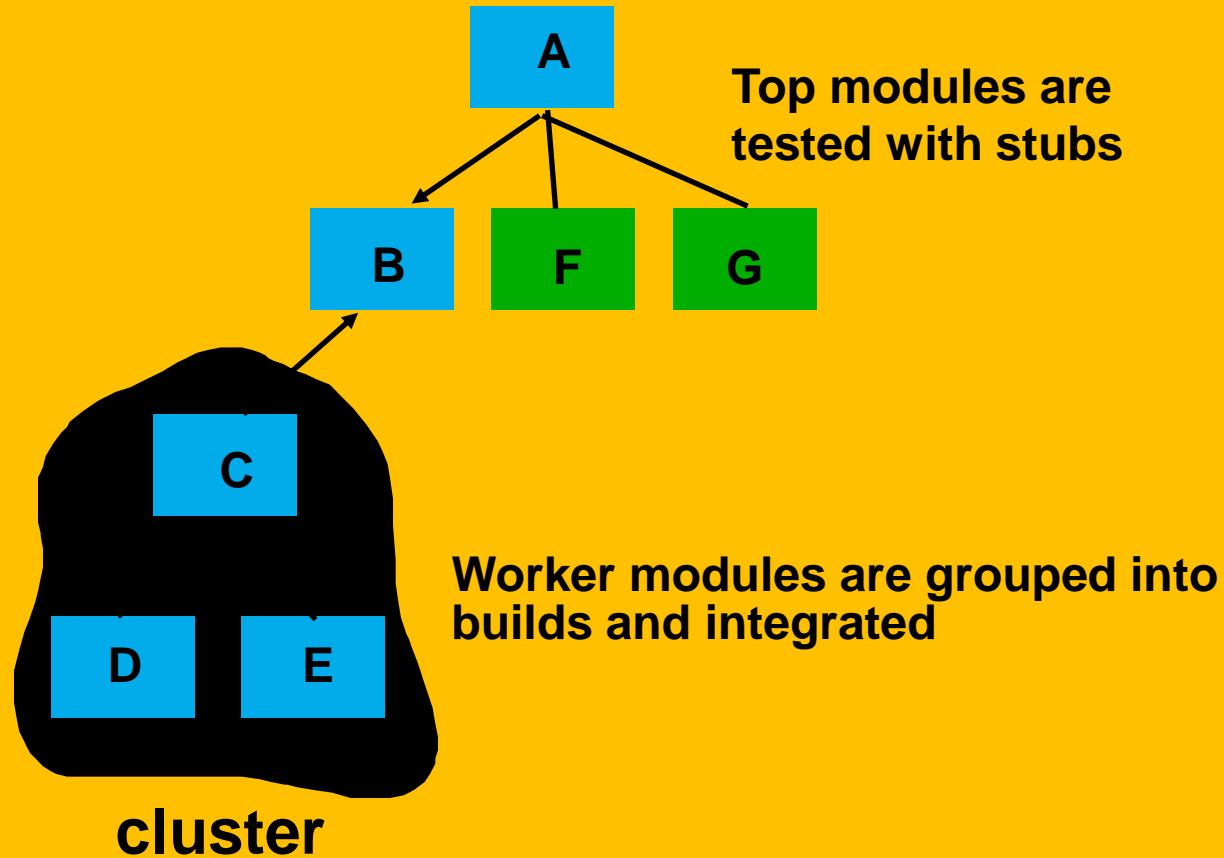 A
Top modules are
tested with stubs
B
F
G
C
Worker modules are grouped into
builds and integrated
D
E
cluster